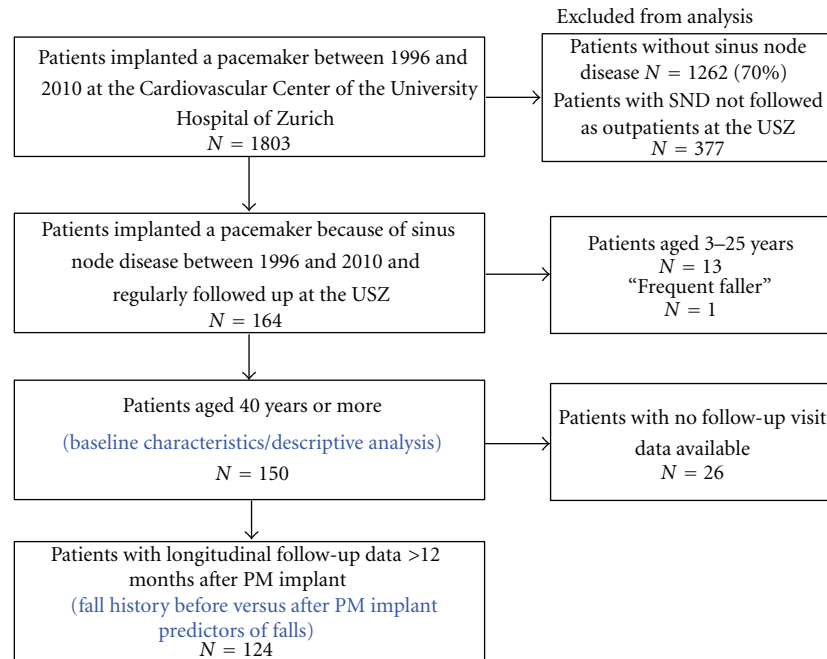 Excluded from analysis
Patients implanted a pacemaker between 1996 and
2010 at the Cardiovascular Center of the University
Hospital of Zurich
N = 1803
Patients without sinus node
disease N = 1262 (70%)
Patients with SND not followed
as outpatients at the USZ
N = 377
Patients implanted a pacemaker because of sinus
node disease between 1996 and 2010 and
regularly followed up at the USZ
N = 164
Patients aged 3–25 years
N = 13
“Frequent faller”
N = 1
Patients aged 40 years or more
(baseline characteristics/descriptive analysis)
N = 150
Patients with no follow-up visit
data available
N = 26
Patients with longitudinal follow-up data >12
months after PM implant
(fall history before versus after PM implant
predictors of falls)
N = 124